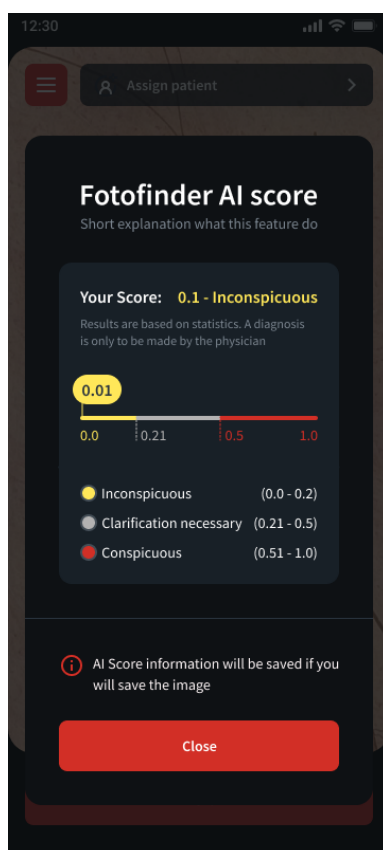 12:30
Assign patient
Fotofinder AI score
Short explanation what this feature do
Your Score: 0.1 - Inconspicuous
Results are based on statistics. A diagnosis
is only to be made by the physician
0.01
0.0 0.21 0.5 1.0
Inconspicuous (0.0 - 0.2)
Clarification necessary (0.21 - 0.5)
Conspicuous (0.51 - 1.0)
AI Score information will be saved if you
will save the image
Close